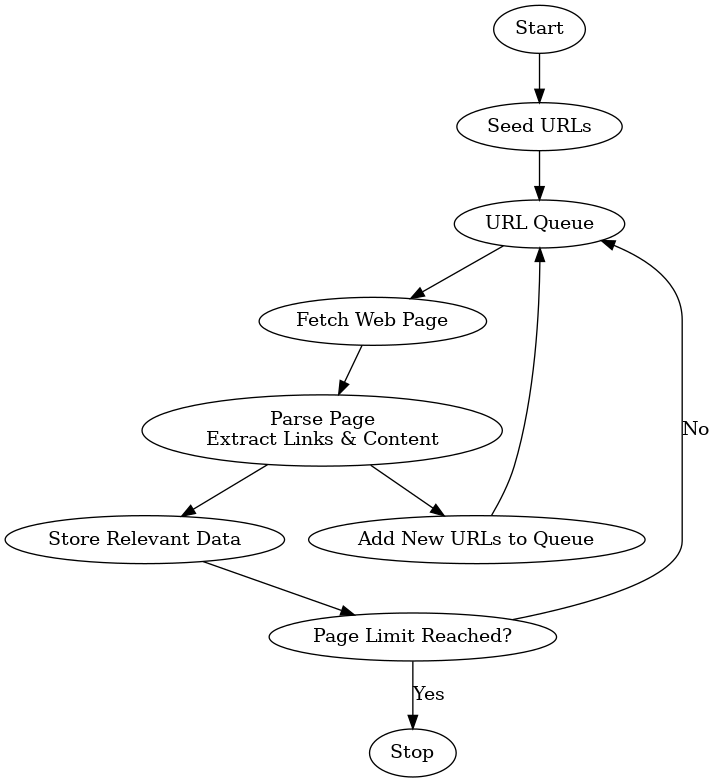 Start
Seed URLs
URL Queue
Fetch Web Page
Parse Page
Extract Links & Content
No
Store Relevant Data
Add New URLs to Queue
Page Limit Reached?
Yes
Stop